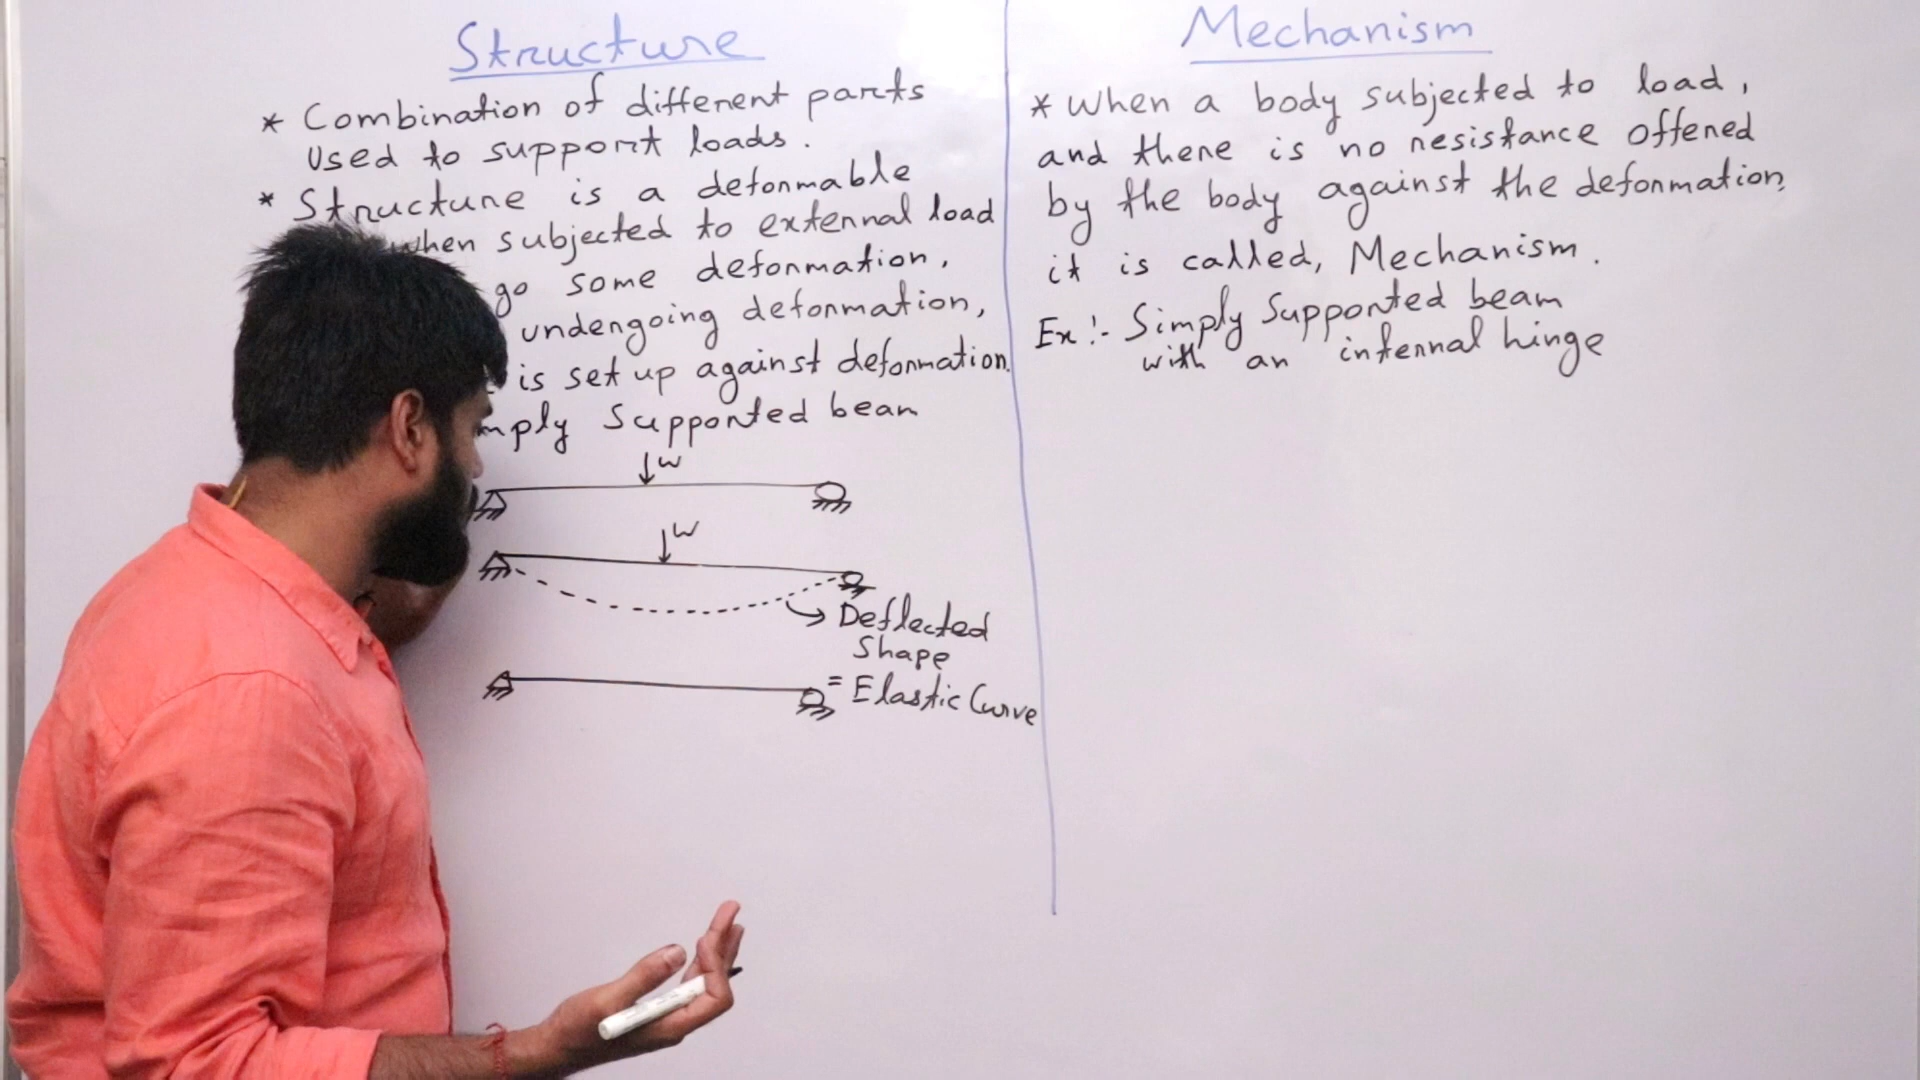 Structure
* Combination of different parts
used to support loads.
* Structure is a deformable
when subjected to external load
go some deformation,
undergoing deformation,
is set up against deformation.
mply Supported beam
W
W
Deflected
Shape
= Elastic Curve
Mechanism
* When a body subjected to load,
and there is no resistance offered
by the body against the deformation,
it is called, Mechanism.
Ex:- Simply Supported beam
with an internal hinge